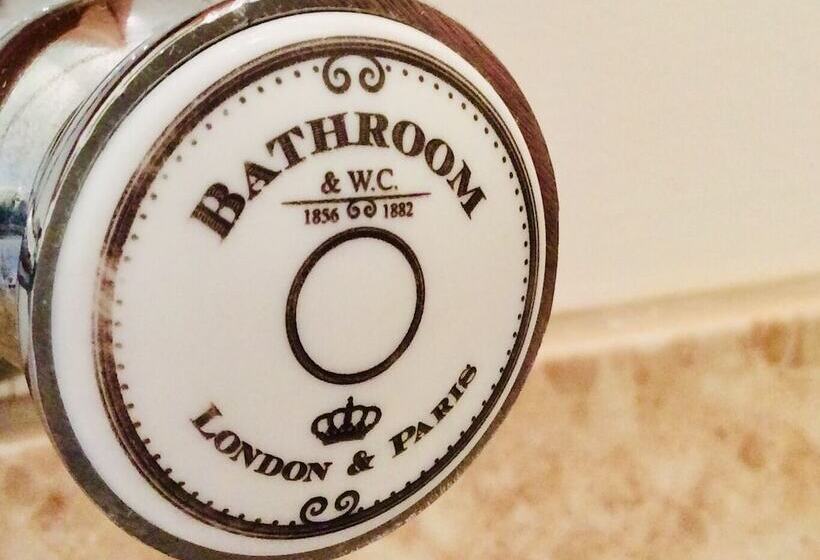 BATHROOM
& W.C.
1856 1882
LONDON & PARIS